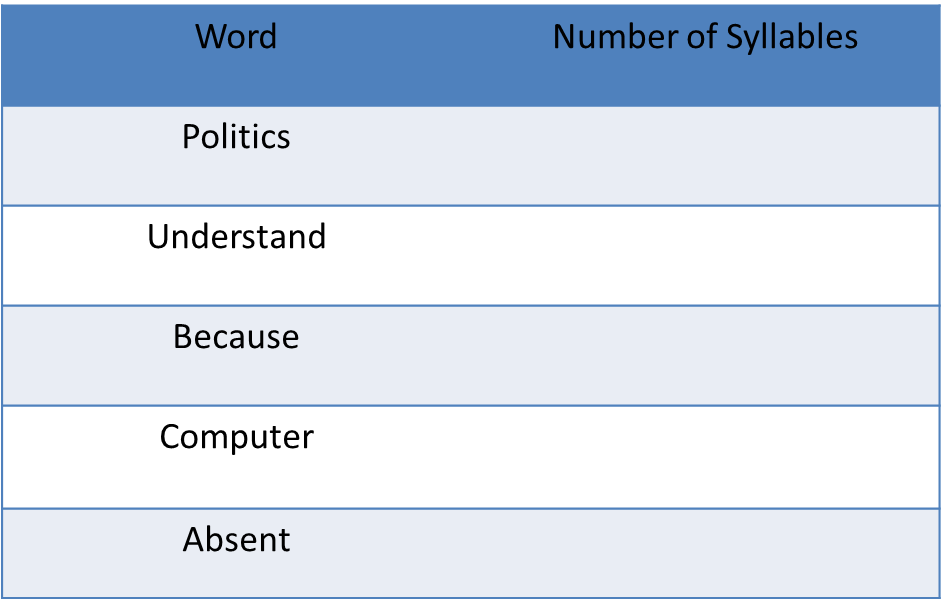 Word Number of Syllables
Politics
Understand
Because
Computer
Absent